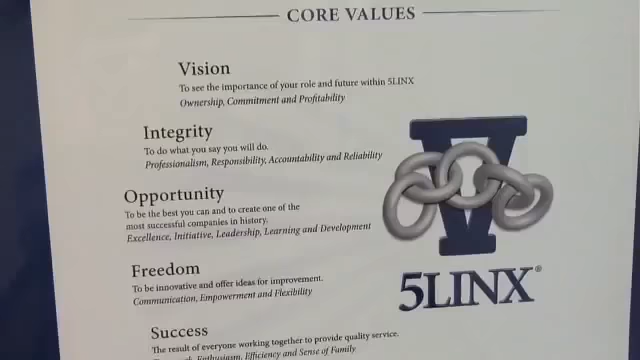 CORE VALUES
Vision
To see the importance of your role and future within 5LINX
Ownership, Commitment and Profitability
Integrity
To do what you say you will do.
Professionalism, Responsibility, Accountability and Reliability
Opportunity
To be the best you can and to create one of the
most successful companies in history.
Excellence, Initiative, Leadership, Learning and Development
Freedom
To be innovative and offer ideas for improvement.
Communication, Empowerment and Flexibility
V
5LINX®
Success
The result of everyone working together to provide quality service.
Enthusiasm, Efficiency and Sense of Family